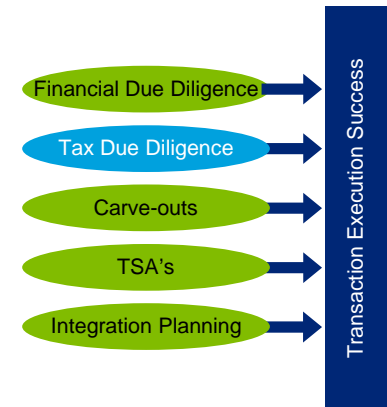 Financial Due Diligence
Tax Due Diligence
Carve-outs
TSA's
Integration Planning
Transaction Execution Success